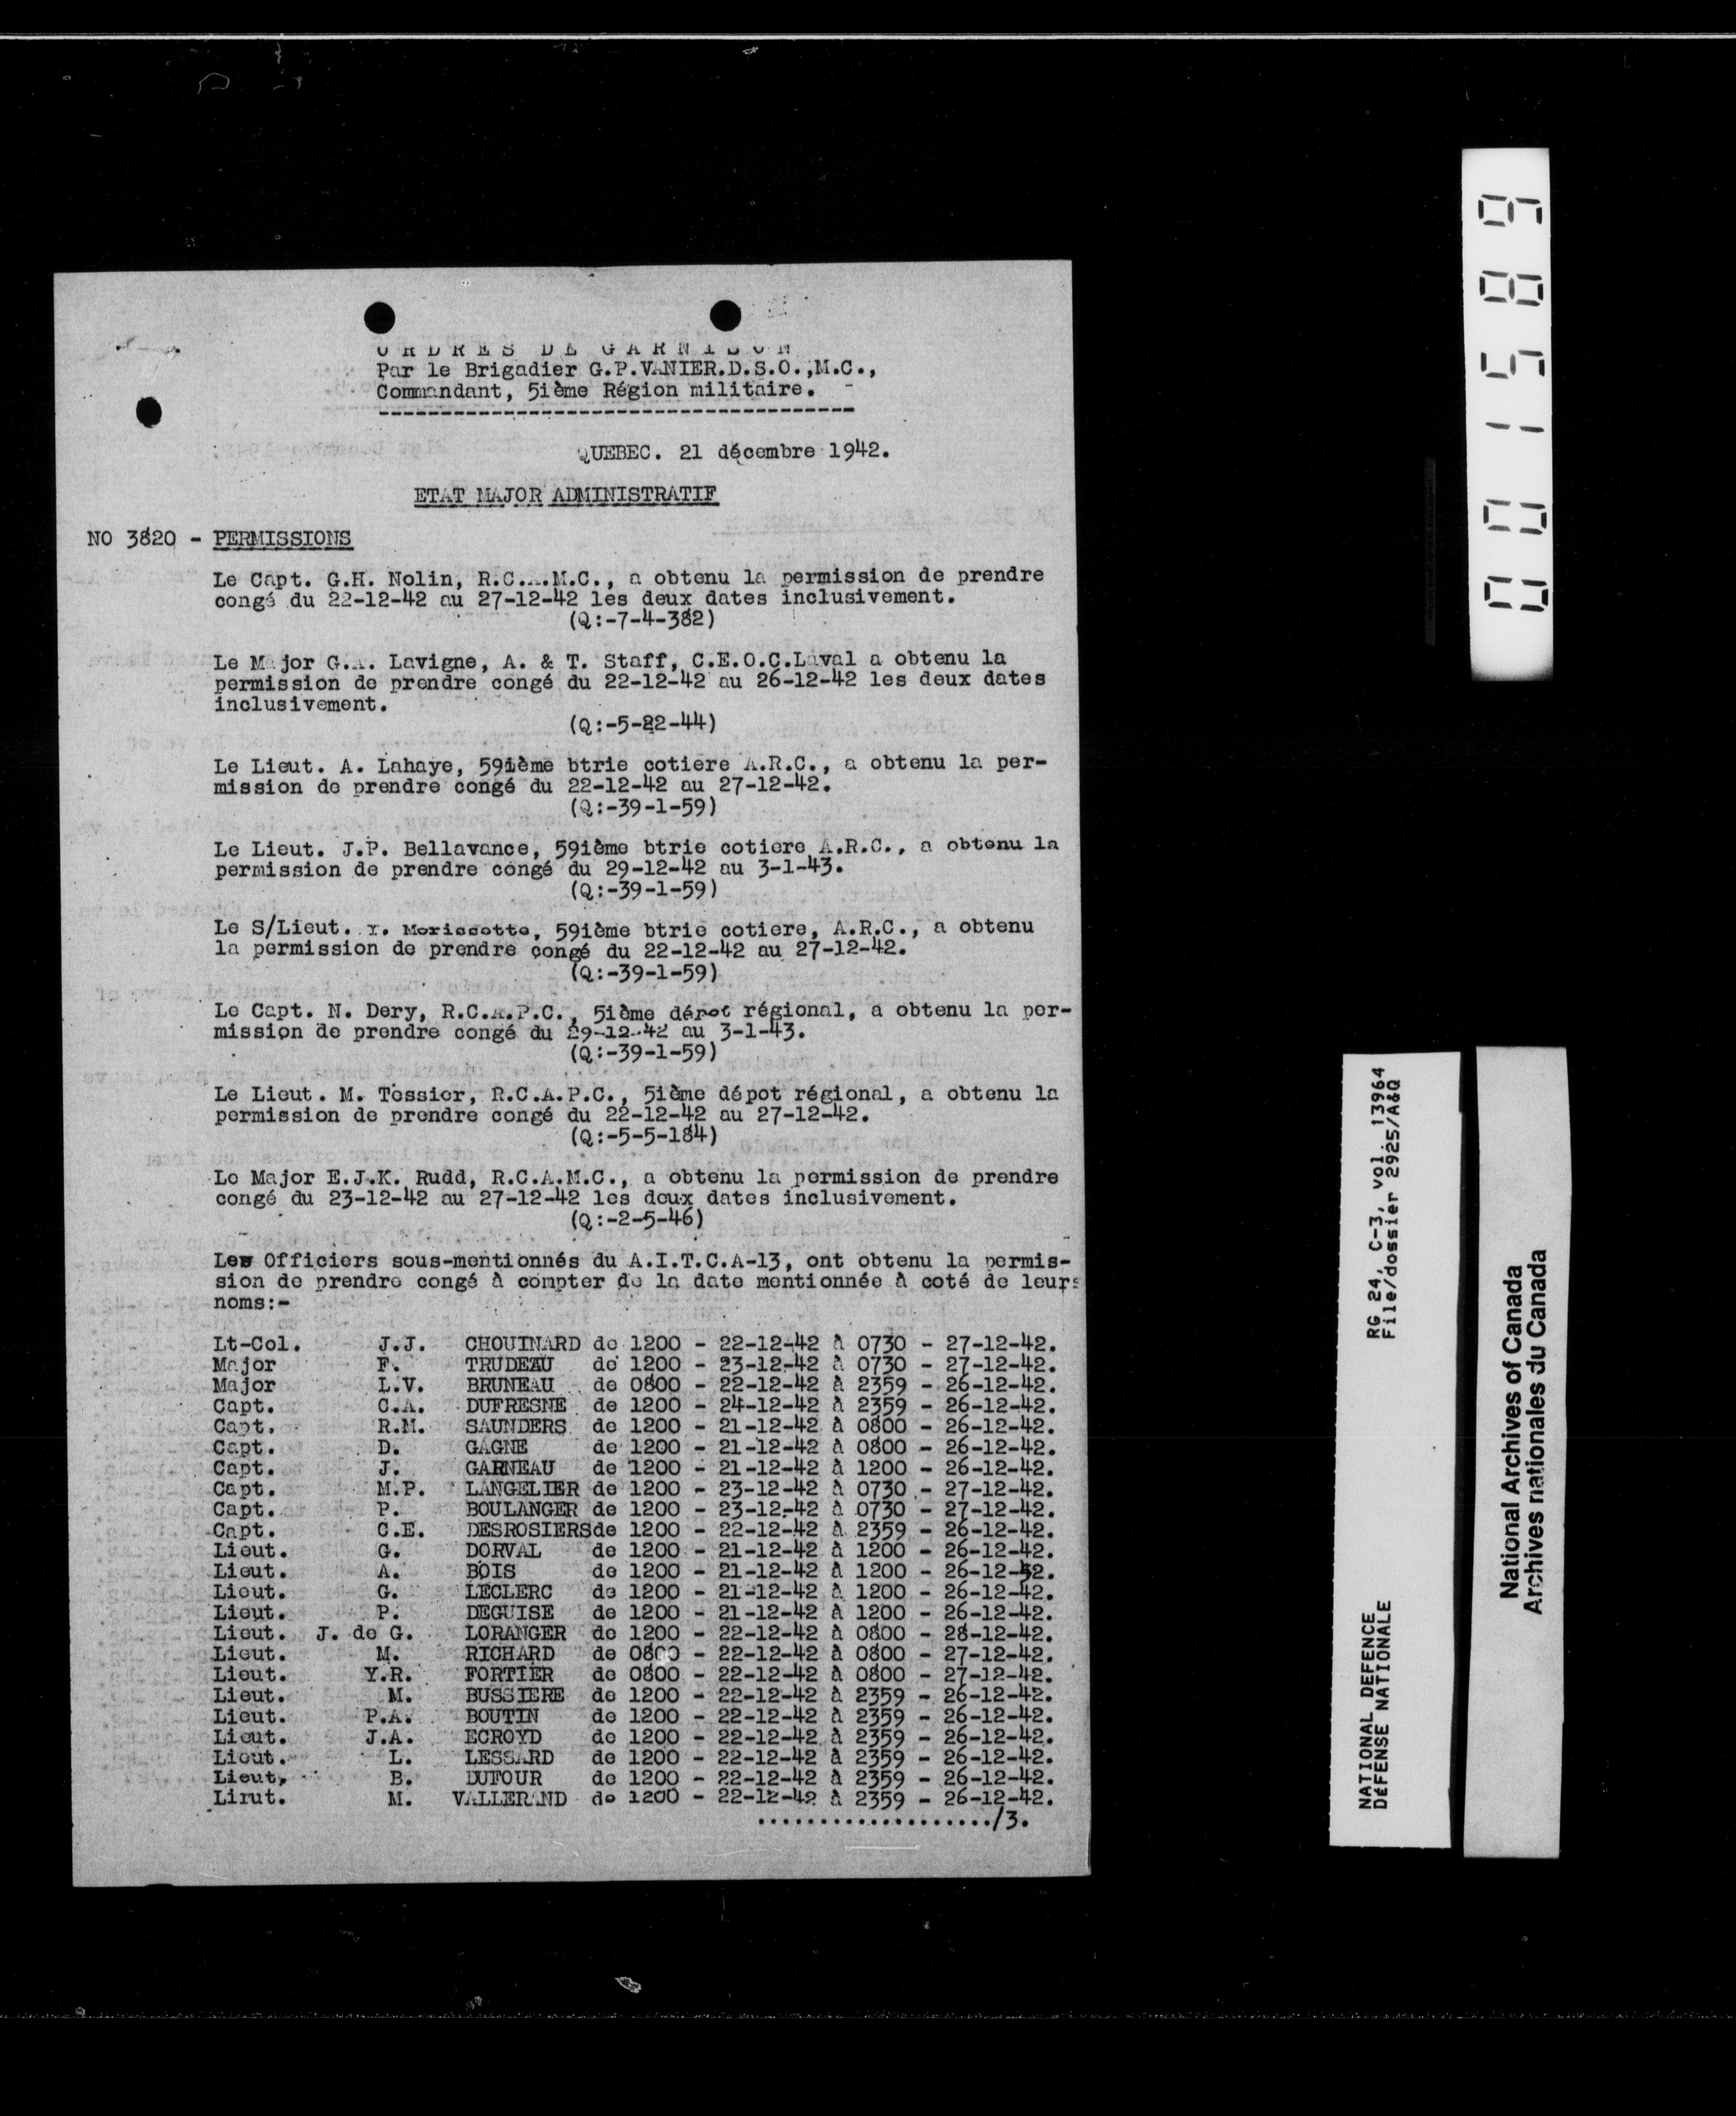 ORDRES DE GARNISON
Par le Brigadier G.P.VANIER.D.S.O.,M.C.,
Commandant, 5ième Région militaire. -
QUEBEC. 21 décembre 1942.
ETAT MAJOR ADMINISTRATIF
NO 3820 - PERMISSIONS
Le Capt. G.H. Nolin, R.C.A.M.C., a obtenu la permission de prendre
congé du 22-12-42 au 27-12-42 les deux dates inclusivement.
(Q:-7-4-382)
Le Major G.A. Lavigne, A. & T. Staff, C.E.O.C.Laval a obtenu la
permission de prendre congé du 22-12-42 au 26-12-42 les deux dates
inclusivement.
(Q:-5-22-44)
Le Lieut. A. Lahaye, 59ième btrie cotiere A.R.C., a obtenu la per-
mission de prendre congé du 22-12-42 au 27-12-42.
(Q:-39-1-59)
Le Lieut. J.P. Bellavance, 59ième btrie cotiere A.R.C., a obtenu la
permission de prendre congé du 29-12-42 au 3-1-43.
(Q:-39-1-59)
Le S/Lieut. Morissette, 59ième btrie cotiere, A.R.C., a obtenu
la permission de prendre congé du 22-12-42 au 27-12-42.
(Q:-39-1-59)
Le Capt. N. Dery, R.C.A.P.C., 5ième dépot régional, a obtenu la per-
mission de prendre congé du 29-12-42 au 3-1-43.
(Q:-39-1-59)
Le Lieut. M. Tessier, R.C.A.P.C., 5ième dépot régional, a obtenu la
permission de prendre congé du 22-12-42 au 27-12-42.
(Q:-5-5-184)
Le Major E.J.K. Rudd, R.C.A.M.C., a obtenu la permission de prendre
congé du 23-12-42 au 27-12-42 les deux dates inclusivement.
(Q:-2-5-46)
Les Officiers sous-mentionnés du A.I.T.C.A-13, ont obtenu la permis-
sion de prendre congé à compter de la date mentionnée à coté de leurs
noms:-
Lt-Col. J.J. CHOUINARD de 1200 - 22-12-42 à 0730 - 27-12-42.
Major F. TRUDEAU de 1200 - 23-12-42 à 0730 - 27-12-42.
Major L.V. BRUNEAU de 0800 - 22-12-42 à 2359 - 26-12-42.
Capt. C.A. DUFRESNE de 1200 - 24-12-42 à 2359 - 26-12-42.
Capt. R.M. SAUNDERS de 1200 - 21-12-42 à 0800 - 26-12-42.
Capt. D. GAGNE de 1200 - 21-12-42 à 0800 - 26-12-42.
Capt. J. GARNEAU de 1200 - 21-12-42 à 1200 - 26-12-42.
Capt. M.P. LANGELIER de 1200 - 23-12-42 à 0730 - 27-12-42.
Capt. P. BOULANGER de 1200 - 23-12-42 à 0730 - 27-12-42.
Capt. C.E. DESROSIERSde 1200 - 22-12-42 à 2359 - 26-12-42.
Lieut. G. DORVAL de 1200 - 21-12-42 à 1200 - 26-12-42.
Lieut. A. BOIS de 1200 - 21-12-42 à 1200 - 26-12-52.
Lieut. G. LECLERC de 1200 - 21-12-42 à 1200 - 26-12-42.
Lieut. P. DEGUISE de 1200 - 21-12-42 à 1200 - 26-12-42.
Lieut. J. de G. LORANGER de 1200 - 22-12-42 à 0800 - 28-12-42.
Lieut. M. RICHARD de 0800 - 22-12-42 à 0800 - 27-12-42.
Lieut. Y.R. FORTIER de 0800 - 22-12-42 à 0800 - 27-12-42.
Lieut. M. BUSSIERE de 1200 - 22-12-42 à 2359 - 26-12-42.
Lieut. P.A. BOUTIN de 1200 - 22-12-42 à 2359 - 26-12-42.
Lieut. J.A. ECROYD de 1200 - 22-12-42 à 2359 - 26-12-42.
Lieut. L. LESSARD de 1200 - 22-12-42 à 2359 - 26-12-42.
Lieut, B. DUFOUR de 1200 - 22-12-42 à 2359 - 26-12-42.
Lirut. M. VALLERAND de 1200 - 22-12-42 à 2359 - 26-12-42.
..................../3.
001589
RG 24, C-3, vol. 13964
File/dossier 2925/A&Q
NATIONAL DEFENCE
DÉFENSE NATIONALE
National Archives of Canada
Archives nationales du Canada